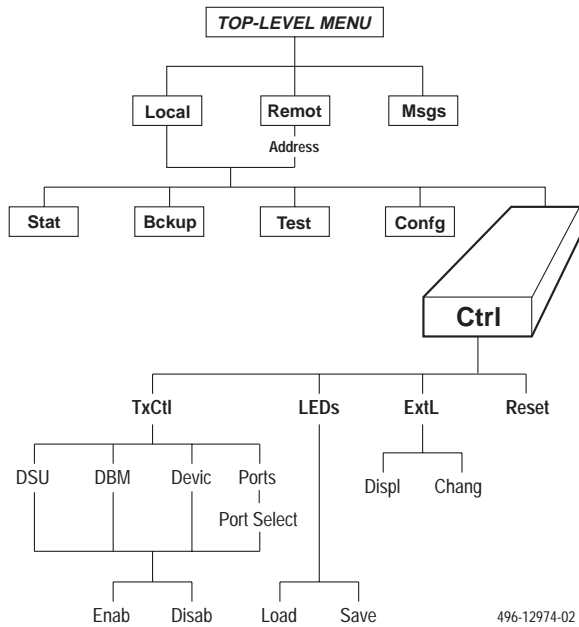 TOP-LEVEL MENU
Local Remot Msgs
Address
Stat Bckup Test Confg
Ctrl
TxCtl LEDs ExtL Reset
DSU DBM Devic Ports
Displ Chang
Port Select
Enab Disab Load Save
496-12974-02